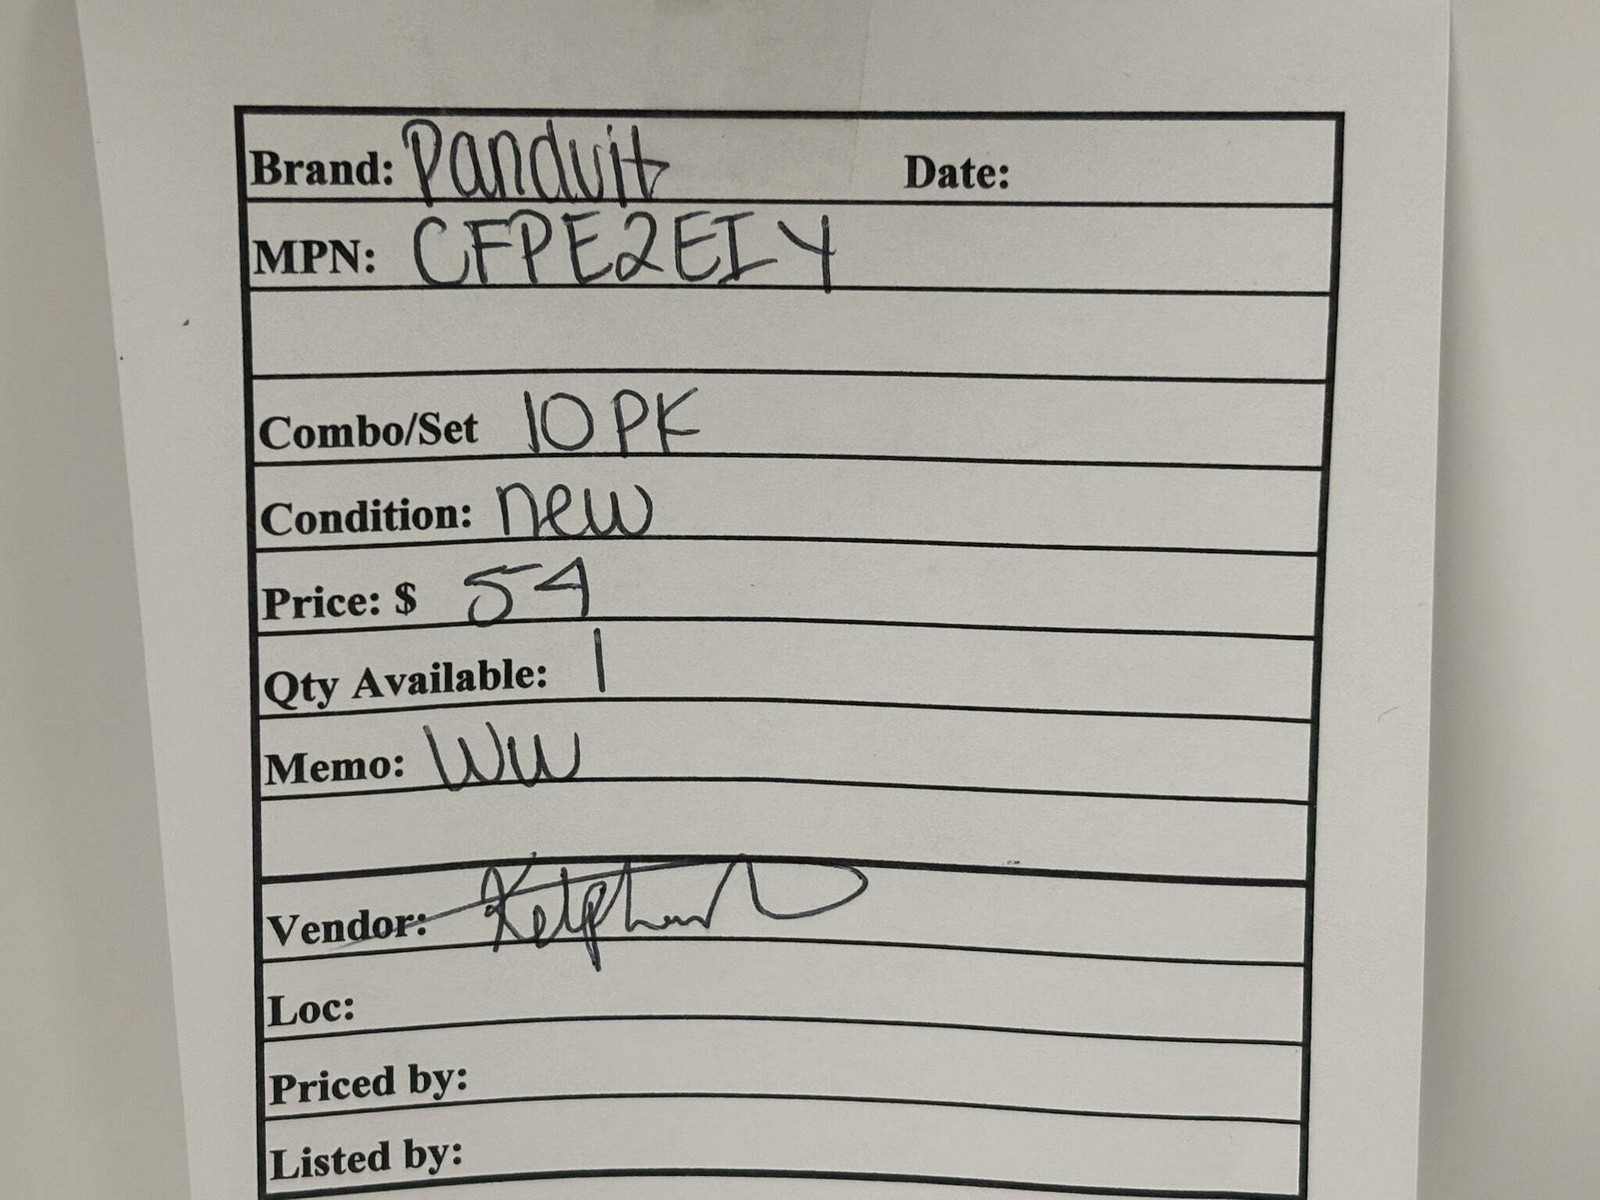 Brand: Panduit Date:
MPN: CFPE2EIY
Combo/Set 10 PK
Condition: new
Price: $ 54
Qty Available: 1
Memo: WW
Vendor:
Loc:
Priced by:
Listed by: